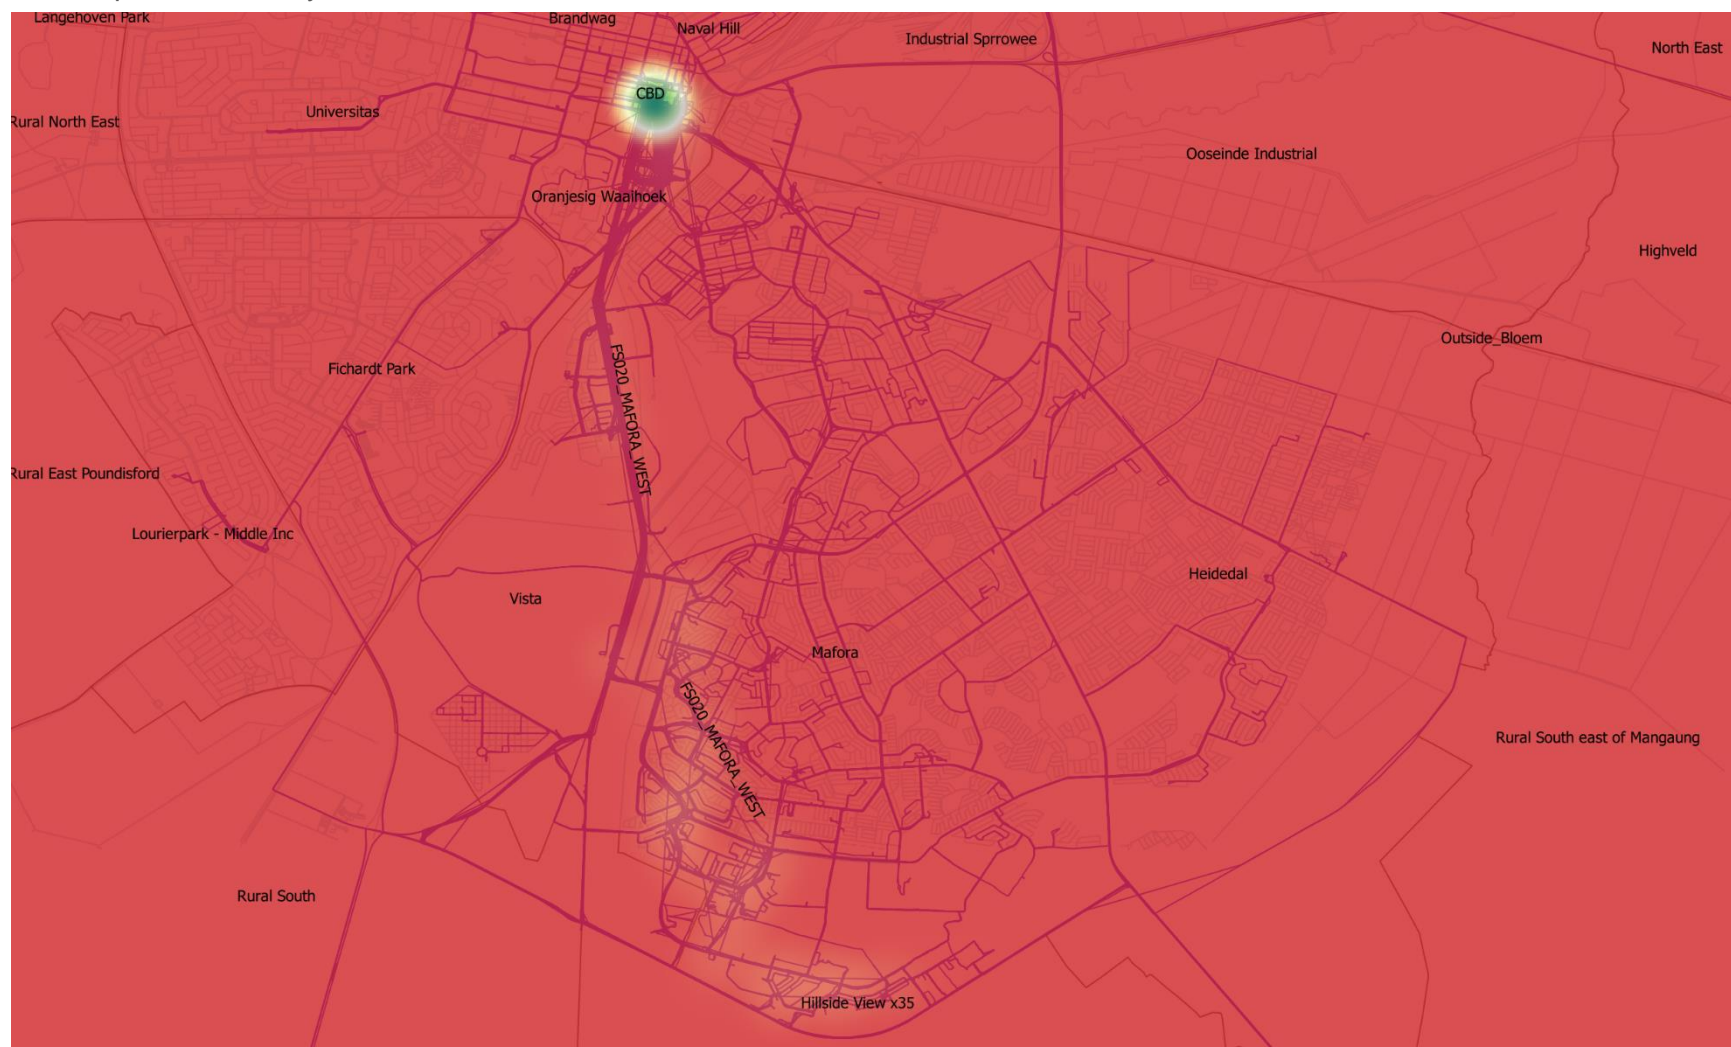 Langehoven Park
Brandwag
Naval Hill
Industrial Sprrowee
North East
CBD
Universitas
Rural North East
Ooseinde Industrial
Oranjesig Waaihoek
Highveld
Outside_Bloem
Fichardt Park
FS020_MAFORA_WEST
Rural East Poundisford
Lourierpark - Middle Inc
Heidedal
Vista
Mafora
FS020_MAFORA_WEST
Rural South east of Mangaung
Rural South
Hillside View x35